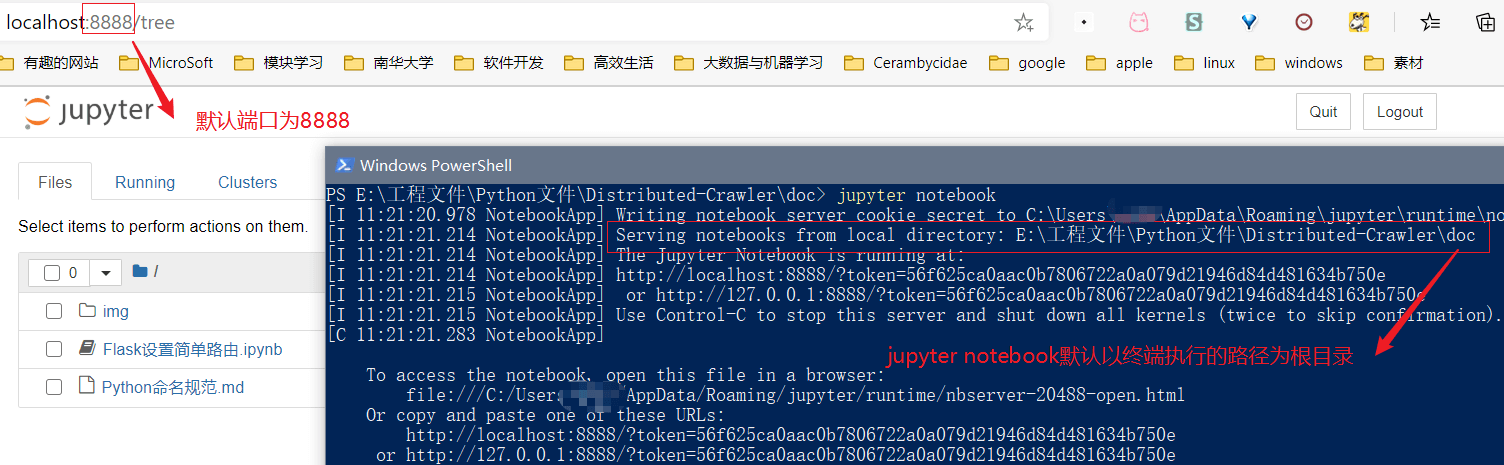 localhost:8888/tree
有趣的网站 MicroSoft 模块学习 南华大学 软件开发 高效生活 大数据与机器学习 Cerambycidae google apple linux windows 素材
jupyter
默认端口为8888
Quit Logout
Files Running Clusters
Select items to perform actions on them.
0 /
img
Flask设置简单路由.ipynb
Python命名规范.md
Windows PowerShell
PS E:\工程文件\Python文件\Distributed-Crawler\doc> jupyter notebook
[I 11:21:20.978 NotebookApp] Writing notebook server cookie secret to C:\Users\AppData\Roaming\jupyter\runtime\no
[I 11:21:21.214 NotebookApp] Serving notebooks from local directory: E:\工程文件\Python文件\Distributed-Crawler\doc
[I 11:21:21.214 NotebookApp] The Jupyter Notebook is running at:
[I 11:21:21.214 NotebookApp] http://localhost:8888/?token=56f625ca0aac0b7806722a0a079d21946d84d481634b750e
[I 11:21:21.215 NotebookApp]  or http://127.0.0.1:8888/?token=56f625ca0aac0b7806722a0a079d21946d84d481634b750e
[I 11:21:21.215 NotebookApp] Use Control-C to stop this server and shut down all kernels (twice to skip confirmation).
[C 11:21:21.283 NotebookApp]
jupyter notebook默认以终端执行的路径为根目录
To access the notebook, open this file in a browser:
file:///C:/Users AppData/Roaming/jupyter/runtime/nbserver-20488-open.html
Or copy and paste one of these URLs:
http://localhost:8888/?token=56f625ca0aac0b7806722a0a079d21946d84d481634b750e
or http://127.0.0.1:8888/?token=56f625ca0aac0b7806722a0a079d21946d84d481634b750e